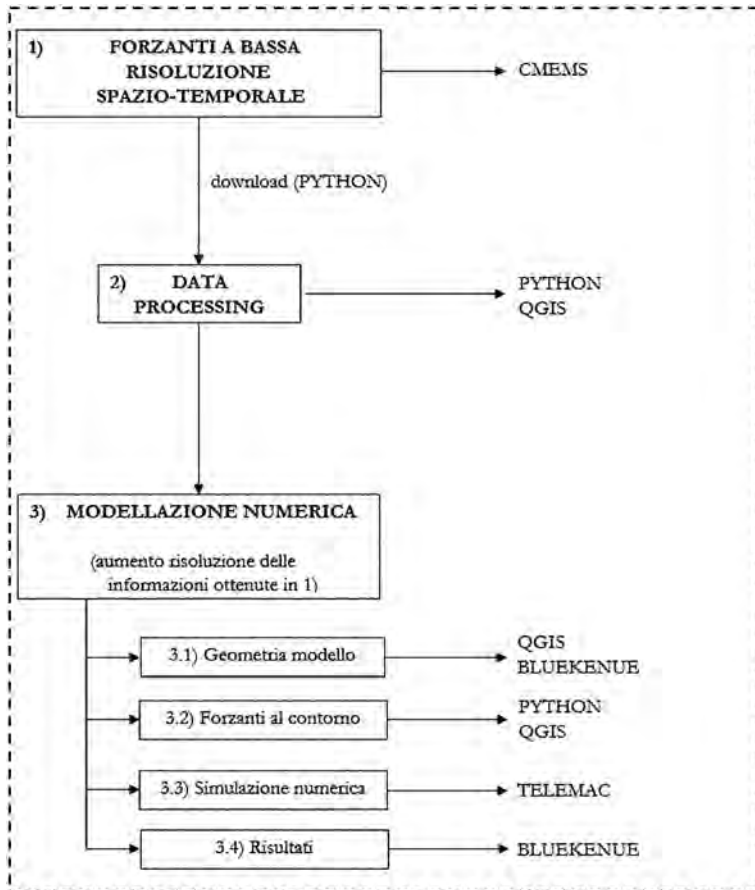 1) FORZANTI A BASSA
RISOLUZIONE
SPAZIO-TEMPORALE
CMEMS
download (PYTHON)
2) DATA
PROCESSING
PYTHON
QGIS
3) MODELLAZIONE NUMERICA
(aumento risoluzione delle
informazioni ottenute in 1)
3.1) Geometria modello
QGIS
BLUEKENUE
3.2) Forzanti al contorno
PYTHON
QGIS
3.3) Simulazione numerica
TELEMAC
3.4) Risultati
BLUEKENUE